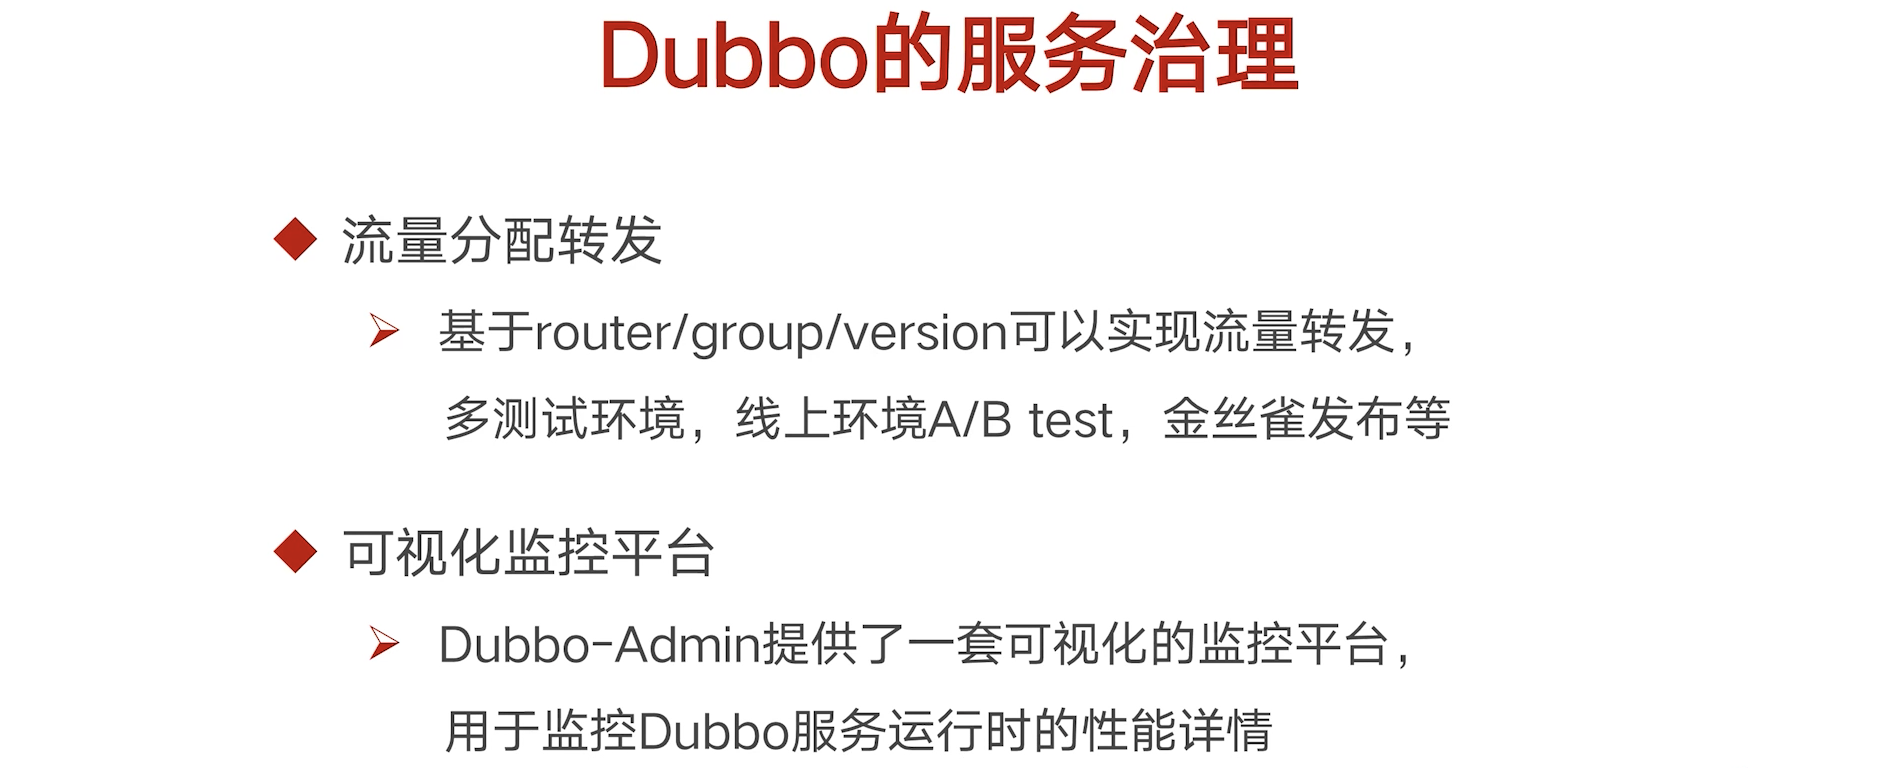 Dubbo的服务治理
流量分配转发
基于router/group/version可以实现流量转发，
多测试环境，线上环境A/B test，金丝雀发布等
可视化监控平台
Dubbo-Admin提供了一套可视化的监控平台，
用于监控Dubbo服务运行时的性能详情